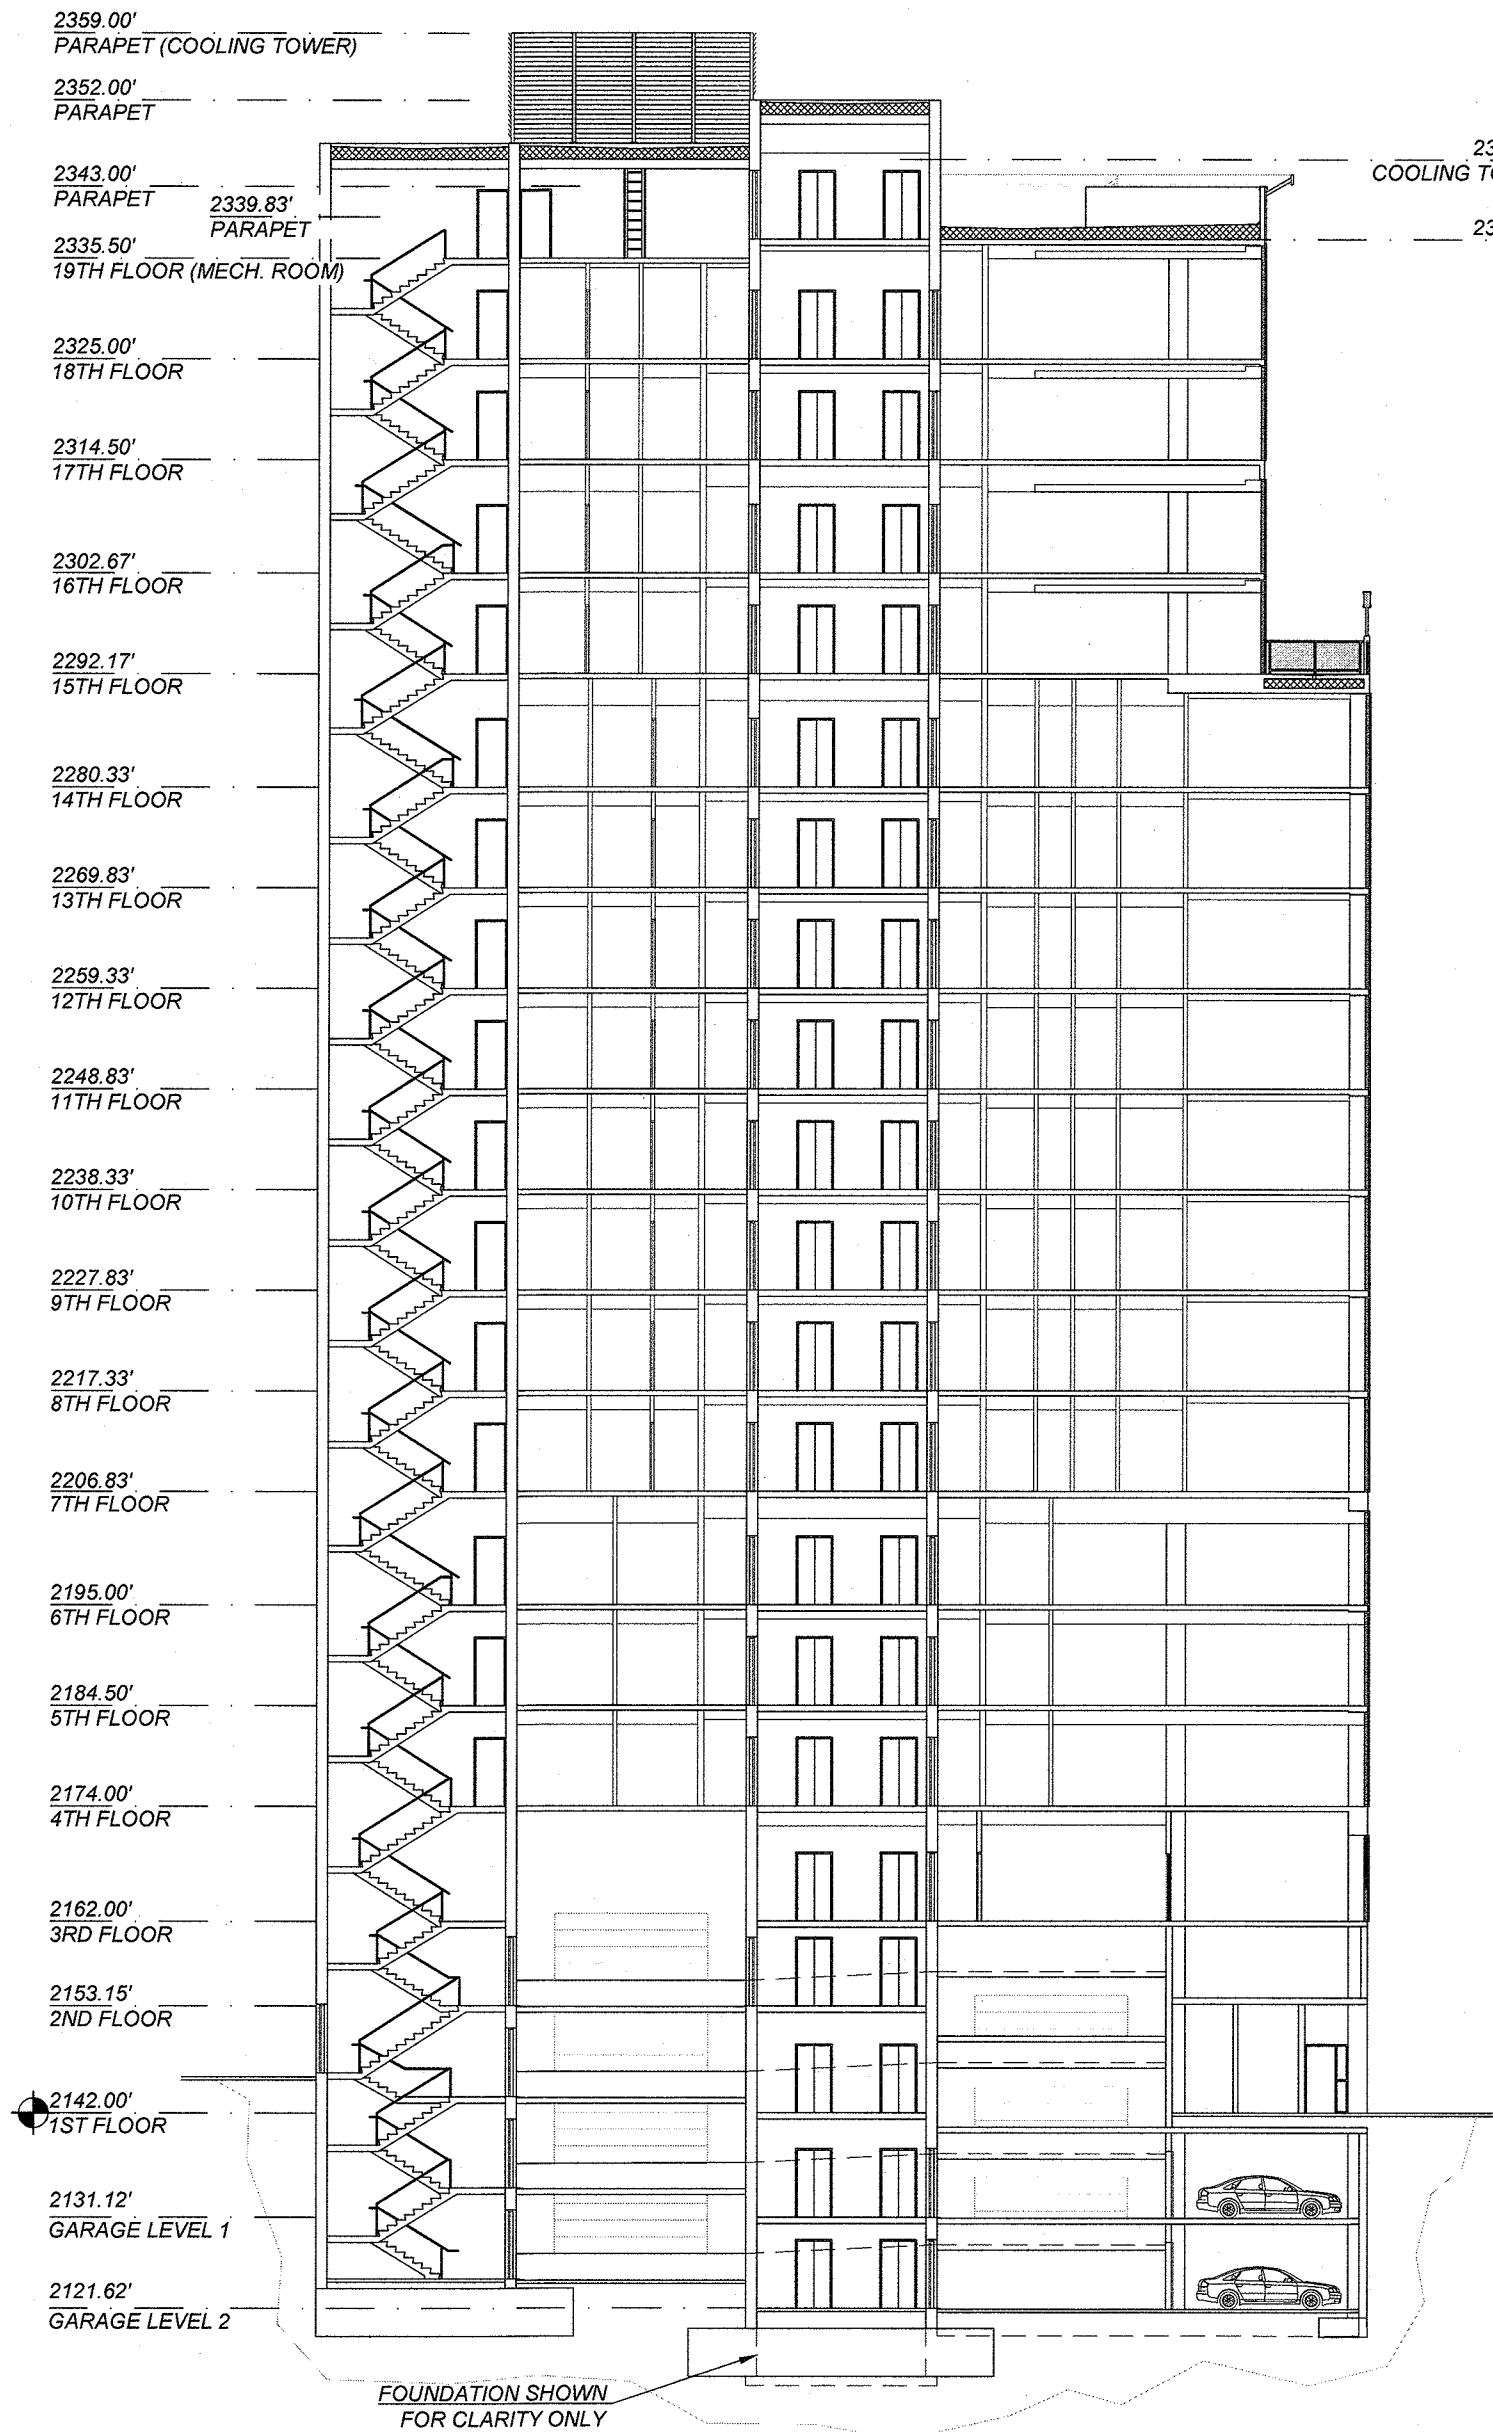 2359.00'
PARAPET (COOLING TOWER)
2352.00'
PARAPET
23
COOLING TO
2343.00'
PARAPET
2339.83'
PARAPET
23
2335.50'
19TH FLOOR (MECH. ROOM)
2325.00'
18TH FLOOR
2314.50'
17TH FLOOR
2302.67'
16TH FLOOR
2292.17'
15TH FLOOR
2280.33'
14TH FLOOR
2269.83'
13TH FLOOR
2259.33'
12TH FLOOR
2248.83'
11TH FLOOR
2238.33'
10TH FLOOR
2227.83'
9TH FLOOR
2217.33'
8TH FLOOR
2206.83'
7TH FLOOR
2195.00'
6TH FLOOR
2184.50'
5TH FLOOR
2174.00'
4TH FLOOR
2162.00'
3RD FLOOR
2153.15'
2ND FLOOR
2142.00'
1ST FLOOR
2131.12'
GARAGE LEVEL 1
2121.62'
GARAGE LEVEL 2
FOUNDATION SHOWN
FOR CLARITY ONLY